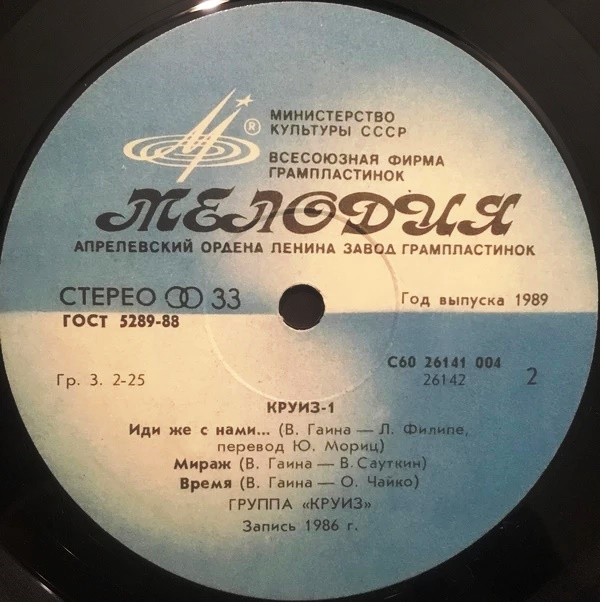 ®
МИНИСТЕРСТВО
КУЛЬТУРЫ СССР
ВСЕСОЮЗНАЯ ФИРМА
ГРАМПЛАСТИНОК
МЕЛОДИЯ
АПРЕЛЕВСКИЙ ОРДЕНА ЛЕНИНА ЗАВОД ГРАМПЛАСТИНОК
СТЕРЕО 33
Год выпуска 1989
ГОСТ 5289-88
С60 26141 004
Гр. 3. 2-25
26142
2
КРУИЗ-1
Иди же с нами... (В. Гаина — Л. Филипе,
перевод Ю. Мориц)
Мираж (В. Гаина — В. Сауткин)
Время (В. Гаина — О. Чайко)
ГРУППА «КРУИЗ»
Запись 1986 г.